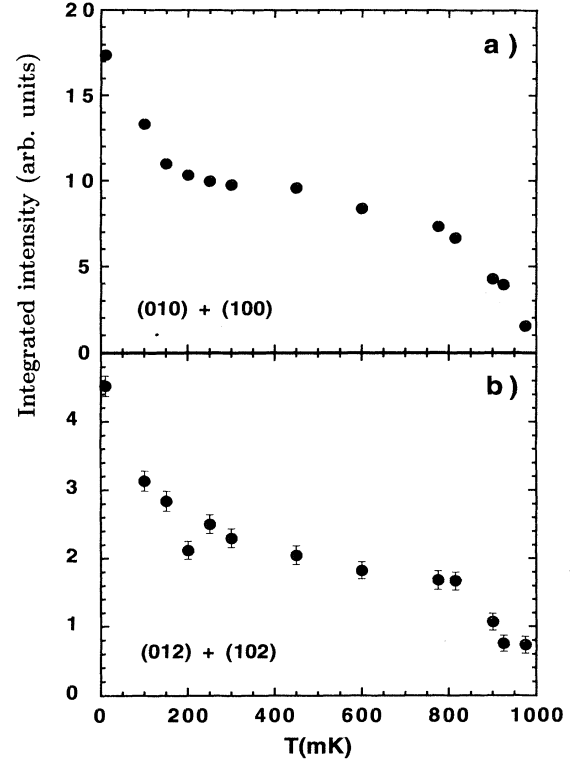 Integrated intensity (arb. units)
20
15
10
5
0
a)
(010) + (100)
4
3
2
1
0
b)
(012) + (102)
0 200 400 600 800 1000
T(mK)